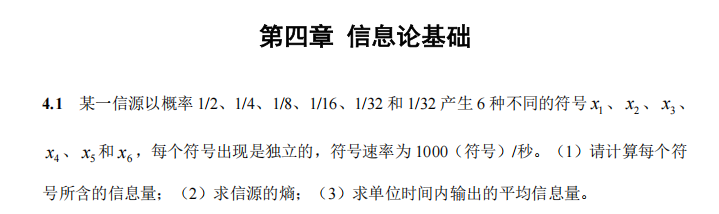 第四章 信息论基础
4.1 某一信源以概率 1/2、1/4、1/8、1/16、1/32 和 1/32 产生 6 种不同的符号 x₁、x₂、x₃、
x₄、x₅和x₆，每个符号出现是独立的，符号速率为 1000（符号）/秒。（1）请计算每个符
号所含的信息量；（2）求信源的熵；（3）求单位时间内输出的平均信息量。